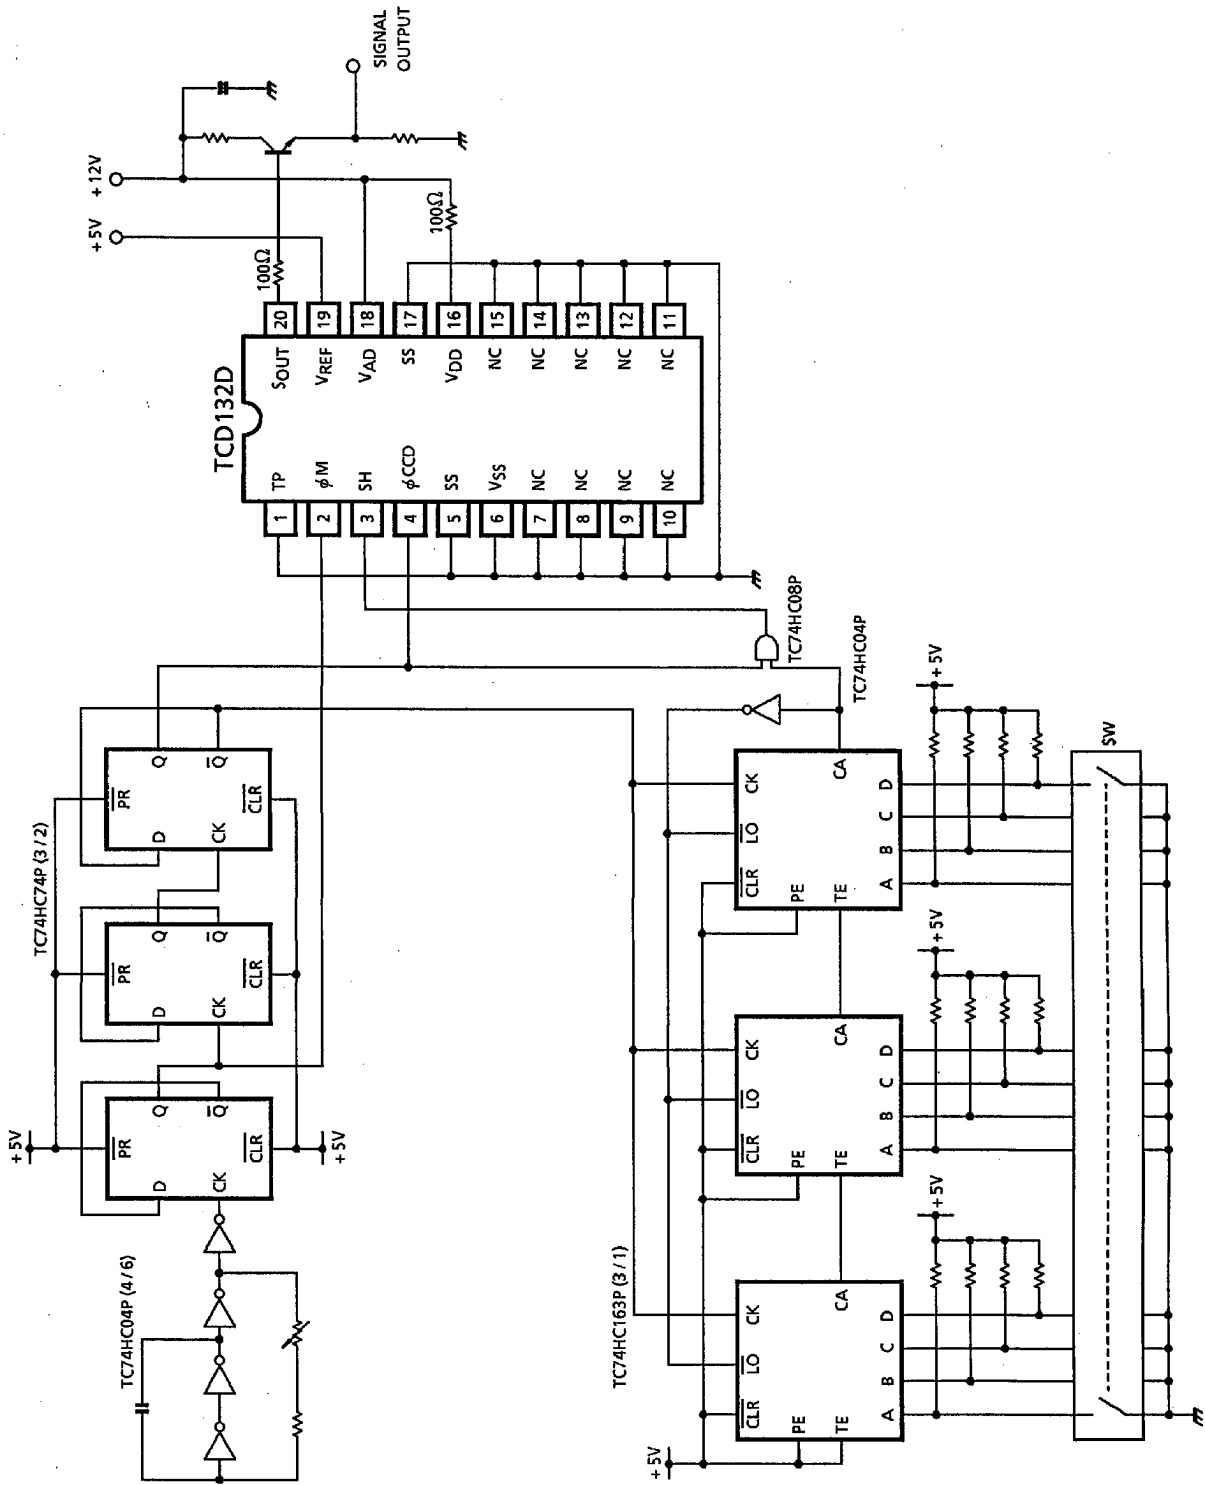 SIGNAL
OUTPUT
+12V
+5V
100Ω
100Ω
20 19 18 17 16 15 14 13 12 11
SOUT VREF VAD SS VDD NC NC NC NC NC
TCD132D
TP φM SH φCCD SS VSS NC NC NC NC
1 2 3 4 5 6 7 8 9 10
TC74HC08P
TC74HC04P
TC74HC74P (3/2)
PR D Q Q CK CLR
PR D Q Q CK CLR
PR D Q Q CK CLR
+5V
+5V
TC74HC04P (4/6)
TC74HC163P (3/1)
CK LO CLR PE TE CA
A B C D
CK LO CLR PE TE CA
A B C D
CK LO CLR PE TE CA
A B C D
+5V
+5V
+5V
+5V
SW